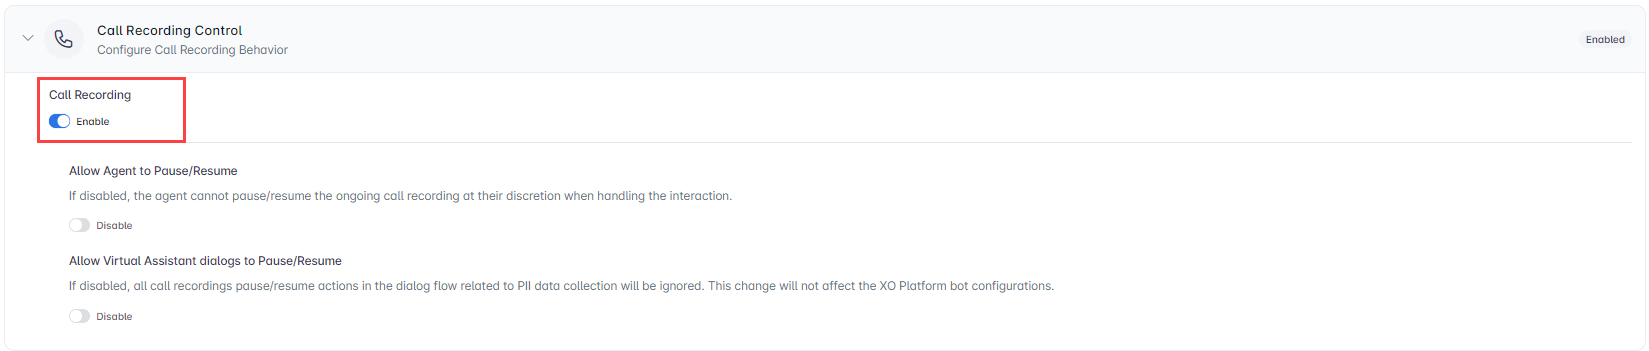 Call Recording Control
Configure Call Recording Behavior
Enabled
Call Recording
Enable
Allow Agent to Pause/Resume
If disabled, the agent cannot pause/resume the ongoing call recording at their discretion when handling the interaction.
Disable
Allow Virtual Assistant dialogs to Pause/Resume
If disabled, all call recordings pause/resume actions in the dialog flow related to PII data collection will be ignored. This change will not affect the XO Platform bot configurations.
Disable